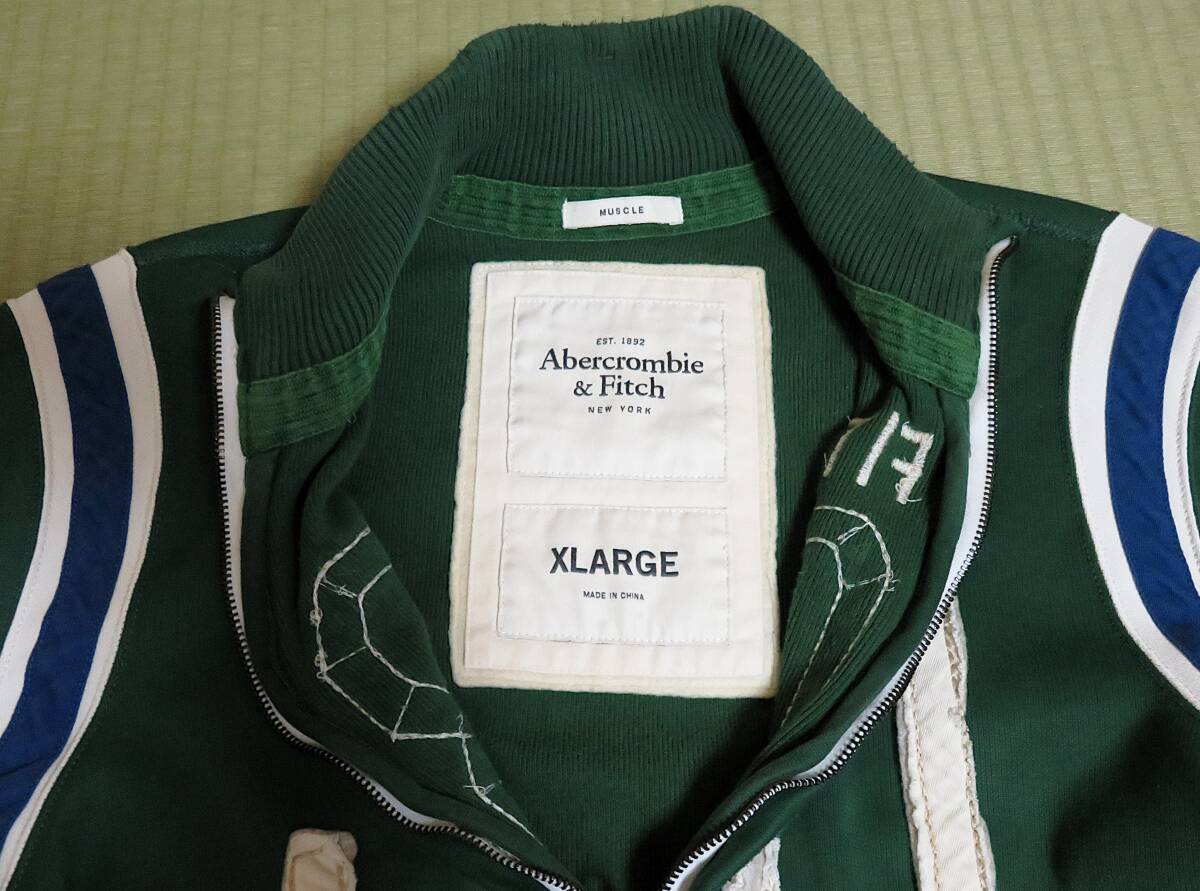 MUSCLE
EST. 1892
Abercrombie
& Fitch
NEW YORK
XLARGE
MADE IN CHINA